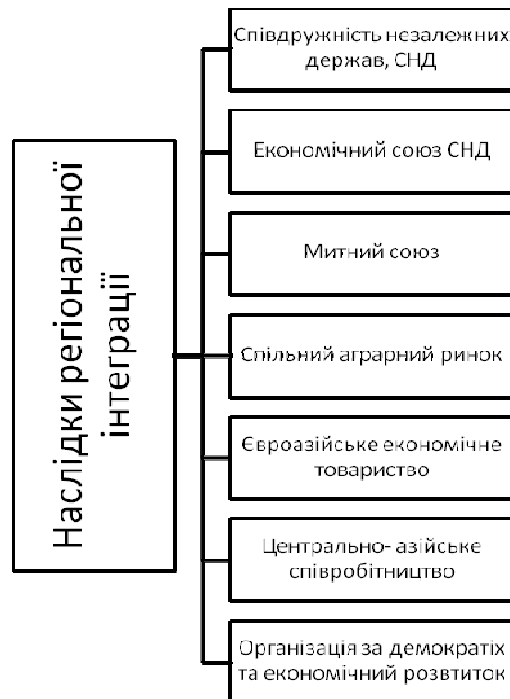 Наслідки регіональної
інтеграції
Співдружність незалежних
держав, СНД
Економічний союз СНД
Митний союз
Спільний аграрний ринок
Євроазійське економічне
товариство
Центрально- азійське
співробітництво
Організація за демократіх
та економічний розвтиток